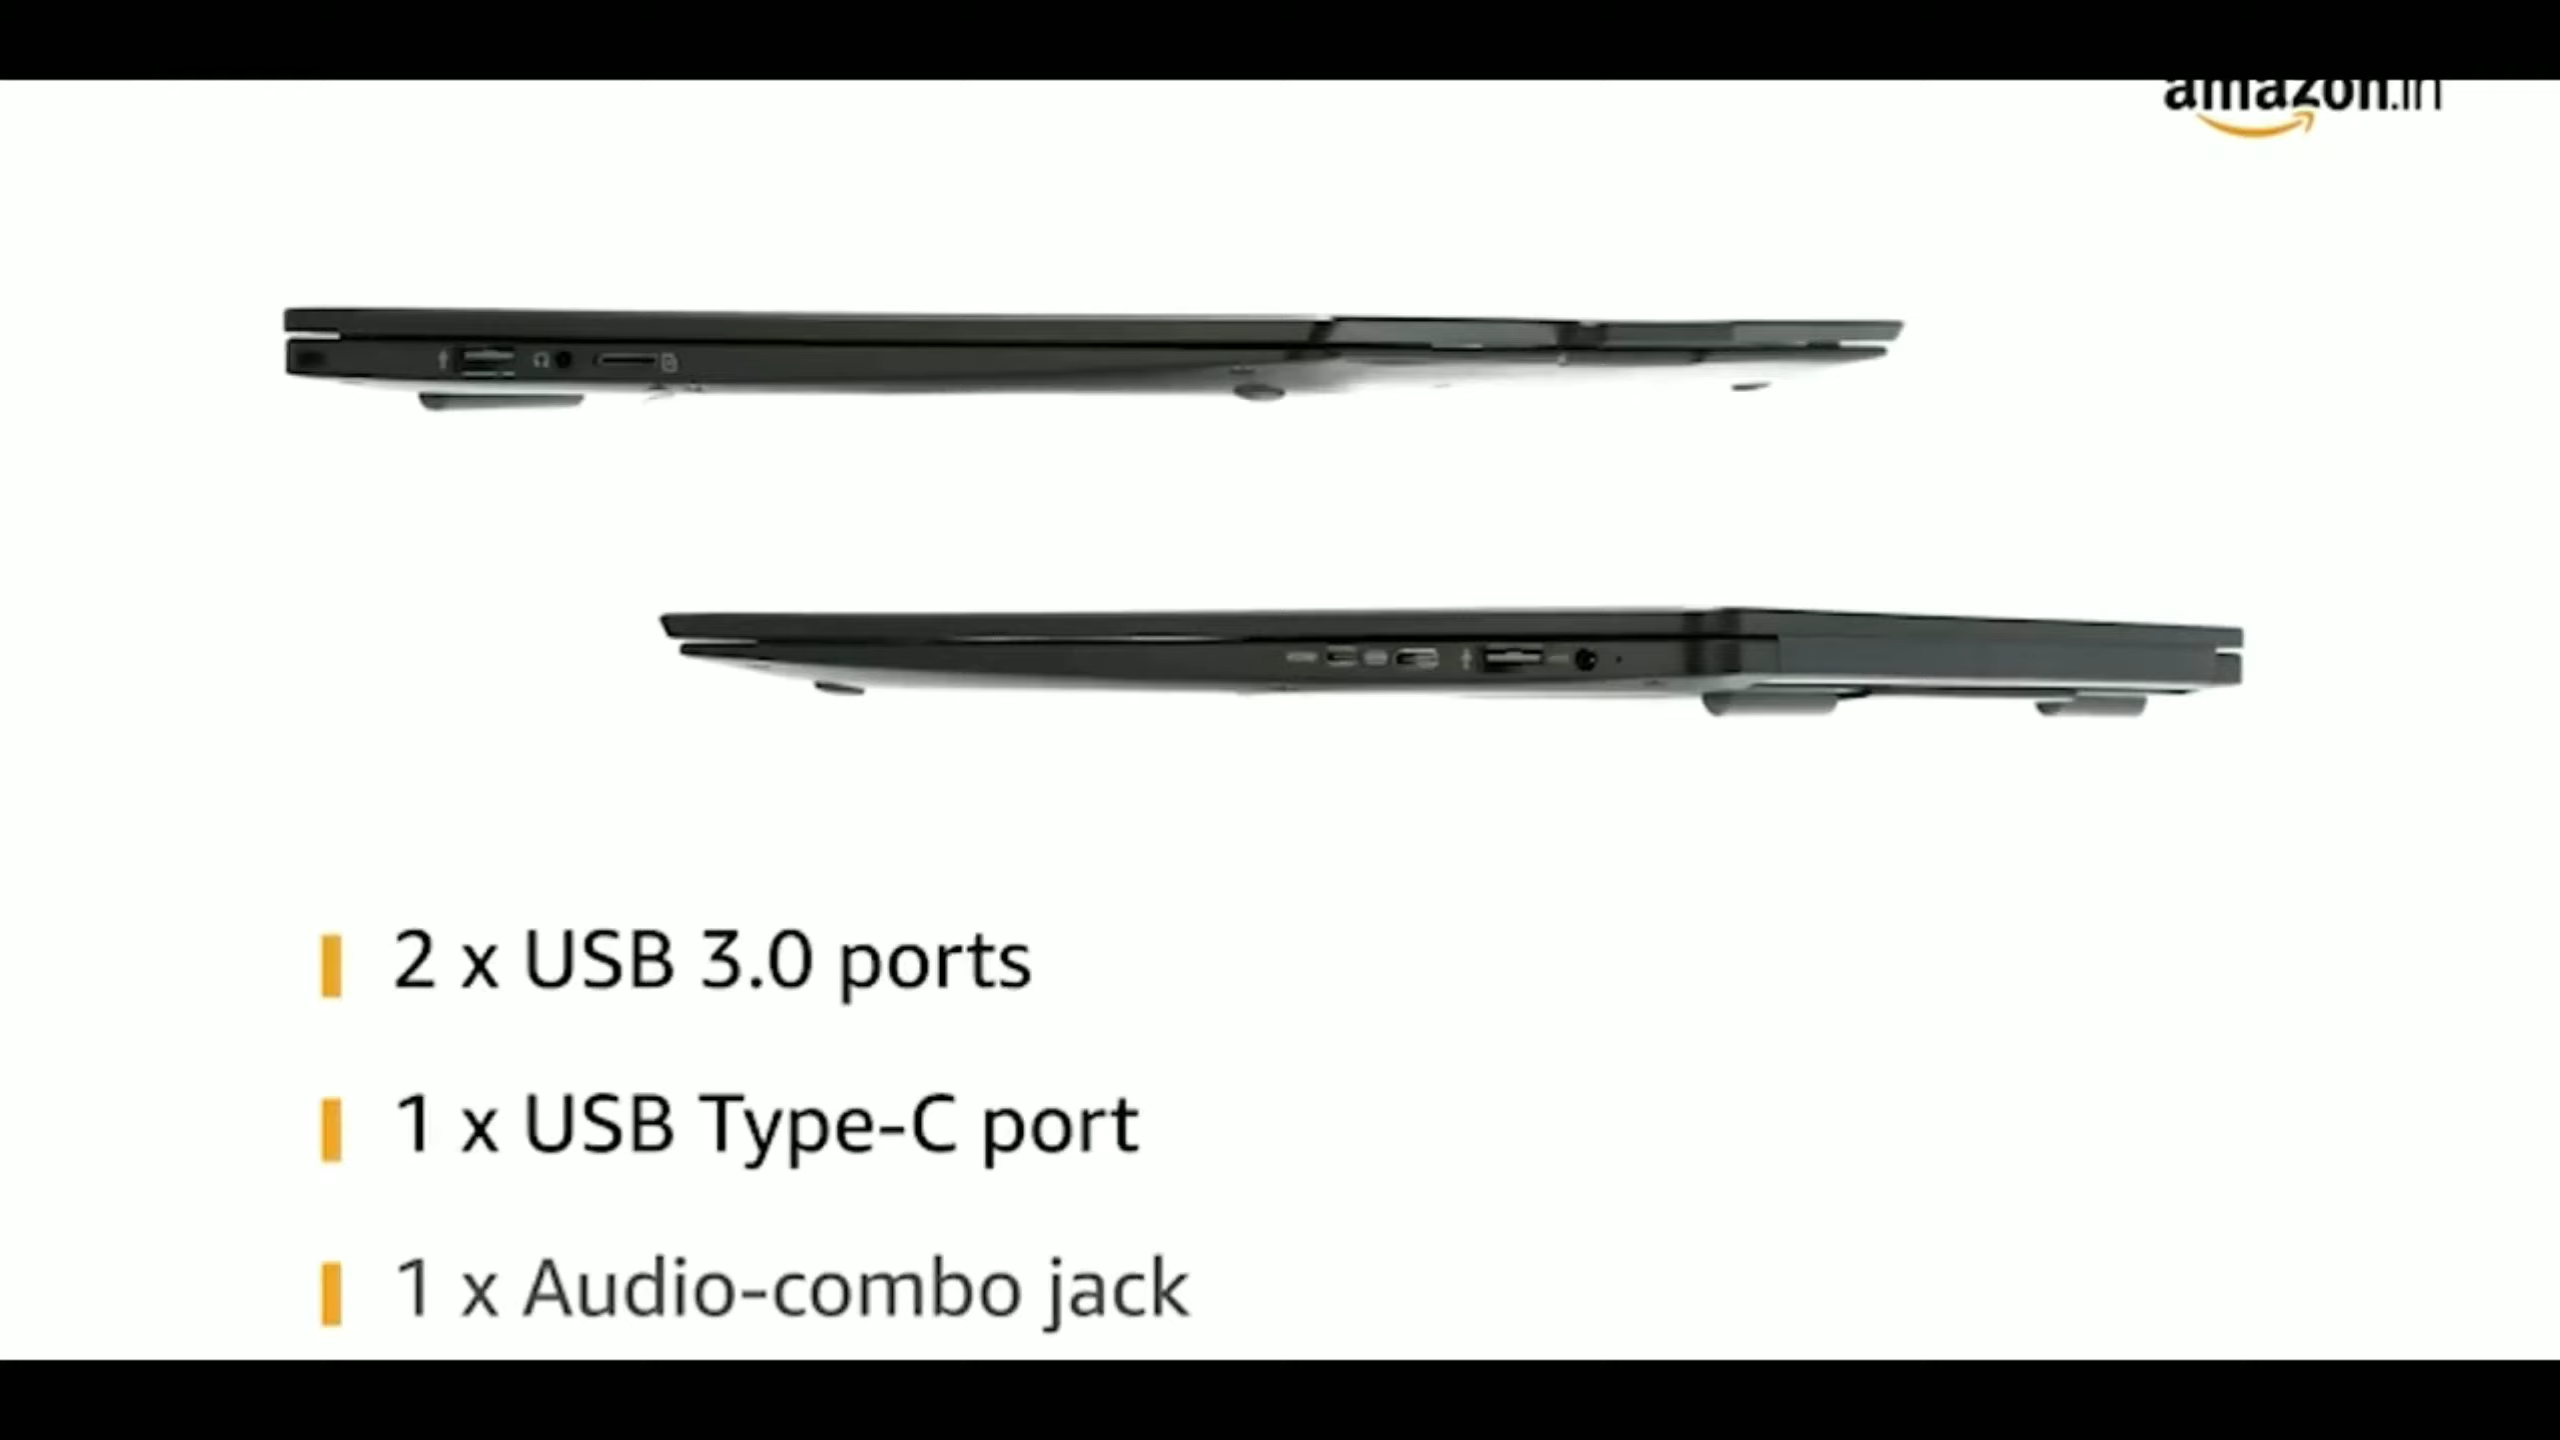 amazon.in
2 x USB 3.0 ports
1 x USB Type-C port
1 x Audio-combo jack